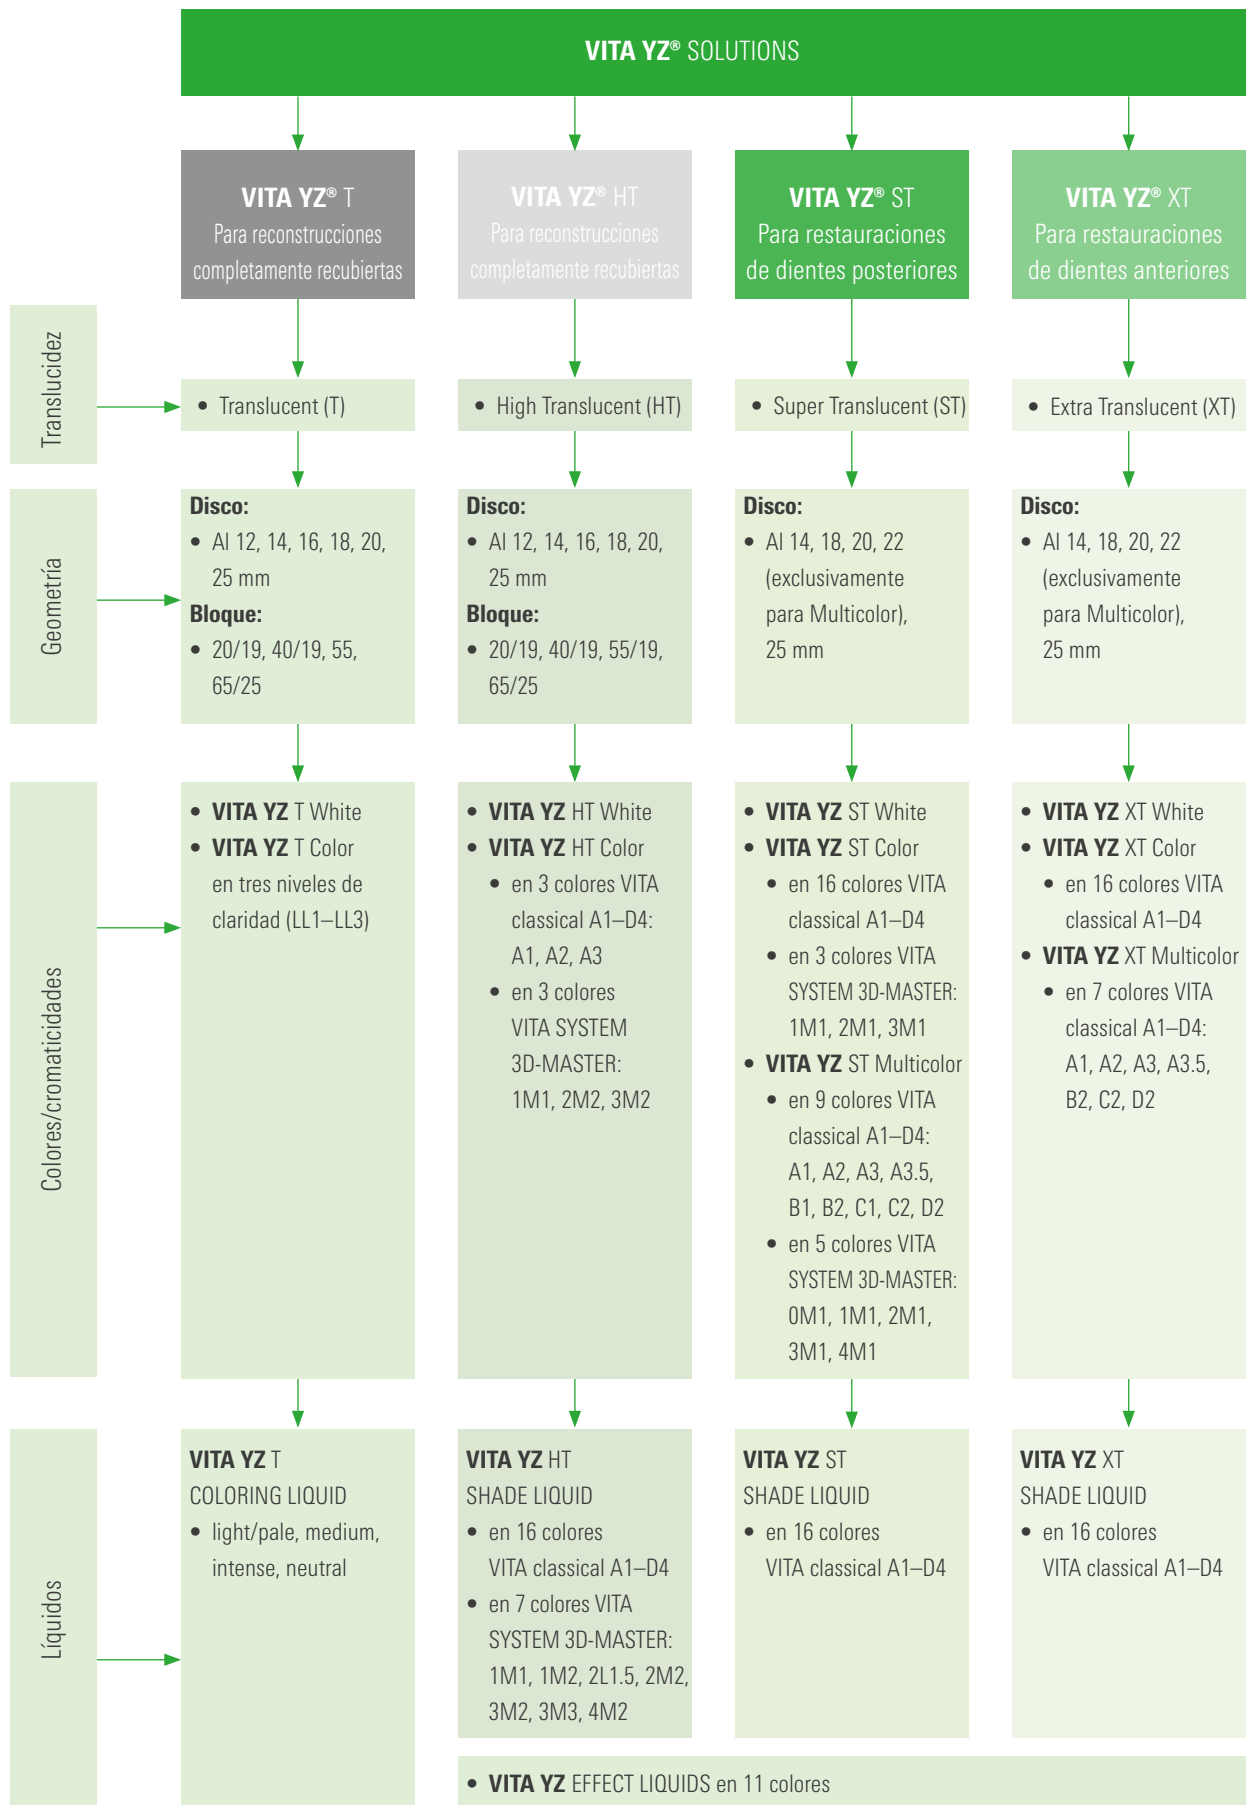 VITA YZ® SOLUTIONS
VITA YZ® T
Para reconstrucciones
completamente recubiertas
VITA YZ® HT
Para reconstrucciones
completamente recubiertas
VITA YZ® ST
Para restauraciones
de dientes posteriores
VITA YZ® XT
Para restauraciones
de dientes anteriores
Translucidez
• Translucent (T)
• High Translucent (HT)
• Super Translucent (ST)
• Extra Translucent (XT)
Geometría
Disco:
• Al 12, 14, 16, 18, 20,
25 mm
Bloque:
• 20/19, 40/19, 55,
65/25
Disco:
• Al 12, 14, 16, 18, 20,
25 mm
Bloque:
• 20/19, 40/19, 55/19,
65/25
Disco:
• Al 14, 18, 20, 22
(exclusivamente
para Multicolor),
25 mm
Disco:
• Al 14, 18, 20, 22
(exclusivamente
para Multicolor),
25 mm
Colores/cromaticidades
• VITA YZ T White
• VITA YZ T Color
en tres niveles de
claridad (LL1–LL3)
• VITA YZ HT White
• VITA YZ HT Color
• en 3 colores VITA
classical A1–D4:
A1, A2, A3
• en 3 colores
VITA SYSTEM
3D-MASTER:
1M1, 2M2, 3M2
• VITA YZ ST White
• VITA YZ ST Color
• en 16 colores VITA
classical A1–D4
• en 3 colores VITA
SYSTEM 3D-MASTER:
1M1, 2M1, 3M1
• VITA YZ ST Multicolor
• en 9 colores VITA
classical A1–D4:
A1, A2, A3, A3.5,
B1, B2, C1, C2, D2
• en 5 colores VITA
SYSTEM 3D-MASTER:
0M1, 1M1, 2M1,
3M1, 4M1
• VITA YZ XT White
• VITA YZ XT Color
• en 16 colores VITA
classical A1–D4
• VITA YZ XT Multicolor
• en 7 colores VITA
classical A1–D4:
A1, A2, A3, A3.5,
B2, C2, D2
Líquidos
VITA YZ T
COLORING LIQUID
• light/pale, medium,
intense, neutral
VITA YZ HT
SHADE LIQUID
• en 16 colores
VITA classical A1–D4
• en 7 colores VITA
SYSTEM 3D-MASTER:
1M1, 1M2, 2L1.5, 2M2,
3M2, 3M3, 4M2
VITA YZ ST
SHADE LIQUID
• en 16 colores
VITA classical A1–D4
VITA YZ XT
SHADE LIQUID
• en 16 colores
VITA classical A1–D4
• VITA YZ EFFECT LIQUIDS en 11 colores